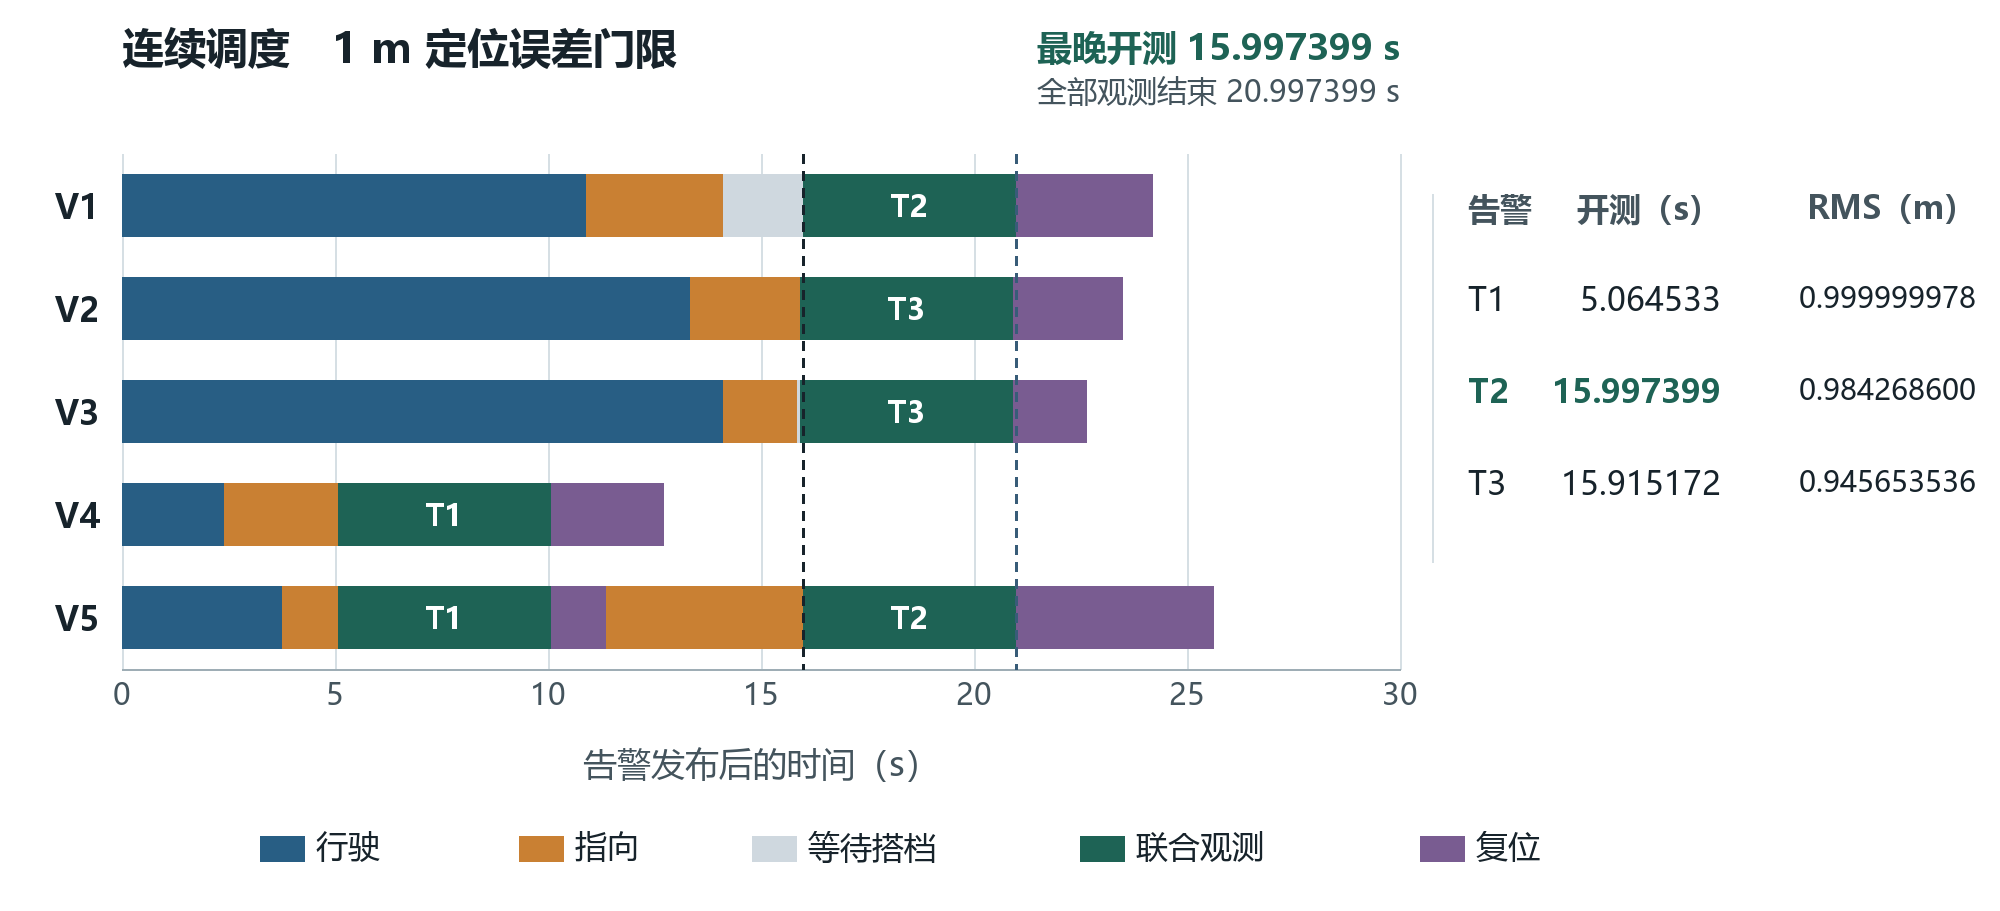 连续调度 1 m 定位误差门限
最晚开测 15.997399 s
全部观测结束 20.997399 s
V1 T2
V2 T3
V3 T3
V4 T1
V5 T1 T2
0 5 10 15 20 25 30
告警发布后的时间（s）
告警 开测（s） RMS（m）
T1 5.064533 0.999999978
T2 15.997399 0.984268600
T3 15.915172 0.945653536
行驶 指向 等待搭档 联合观测 复位